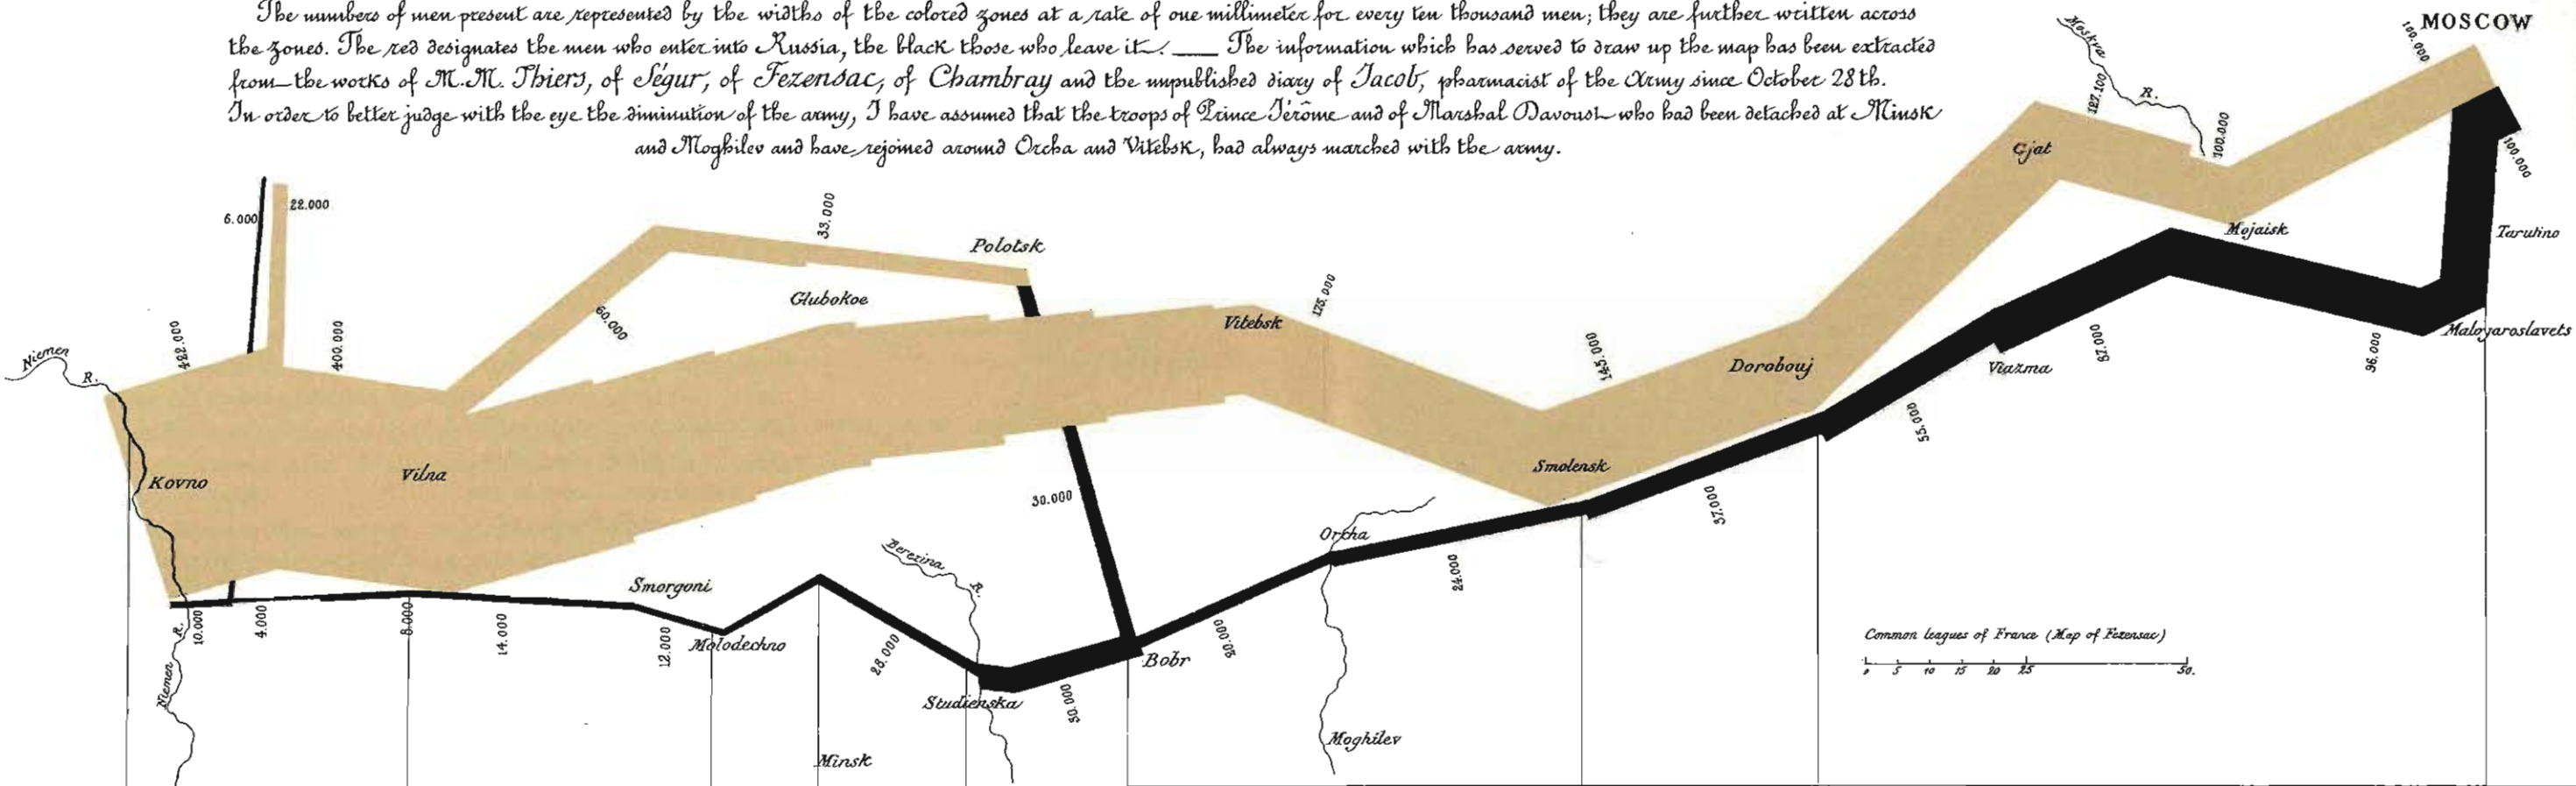 The numbers of men present are represented by the widths of the colored zones at a rate of one millimeter for every ten thousand men; they are further written across
the zones. The red designates the men who enter into Russia, the black those who leave it. ___ The information which has served to draw up the map has been extracted
from the works of M.M. Thiers, of Ségur, of Fezensac, of Chambray and the unpublished diary of Jacob, pharmacist of the Army since October 28th.
In order to better judge with the eye the diminution of the army, I have assumed that the troops of Prince Jérôme and of Marshal Davoust who had been detached at Minsk
and Moghilev and have rejoined around Orcha and Vitebsk, had always marched with the army.
MOSCOW
100.000
Moskva
R.
127.100
100.000
Gjat
100.000
Mojaisk
Tarutino
6.000
22.000
33.000
Polotsk
Glubokoe
60.000
175.000
Vitebsk
422.000
400.000
145.000
Dorobouj
Viazma
87.000
96.000
Malo-jaroslavets
Niemen
R.
55.000
Kovno
Vilna
Smolensk
30.000
37.000
Orcha
Berezina
R.
24.000
Smorgoni
10.000
4.000
8.000
14.000
12.000
Molodechno
28.000
20.000
R.
Niemen
Bobr
Studienska
50.000
Common leagues of France (Map of Fezensac)
0 5 10 15 20 25 50.
Moghilev
Minsk